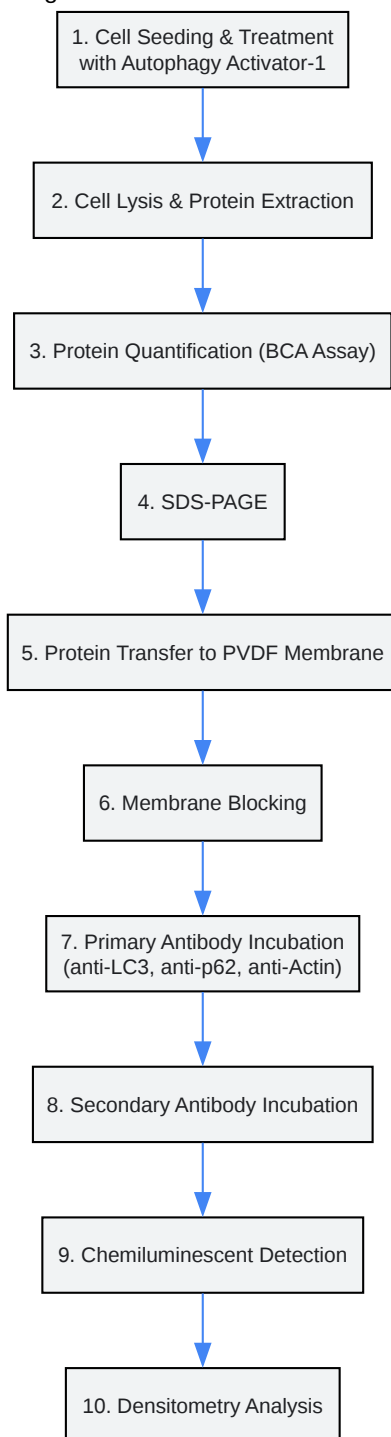 1. Cell Seeding & Treatment
with Autophagy Activator-1
2. Cell Lysis & Protein Extraction
3. Protein Quantification (BCA Assay)
4. SDS-PAGE
5. Protein Transfer to PVDF Membrane
6. Membrane Blocking
7. Primary Antibody Incubation
(anti-LC3, anti-p62, anti-Actin)
8. Secondary Antibody Incubation
9. Chemiluminescent Detection
10. Densitometry Analysis